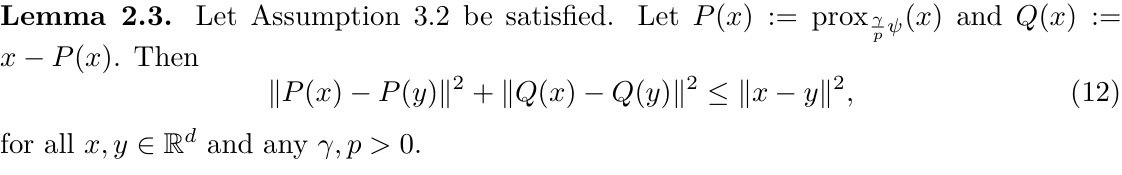 Lemma 2.3. Let Assumption 3.2 be satisfied. Let $P(x) := \mathrm{prox}_{\frac{\gamma}{p}\psi}(x)$ and $Q(x) :=$
$x - P(x)$. Then
$\|P(x) - P(y)\|^2 + \|Q(x) - Q(y)\|^2 \leq \|x - y\|^2,$ (12)
for all $x, y \in \mathbb{R}^d$ and any $\gamma, p > 0$.